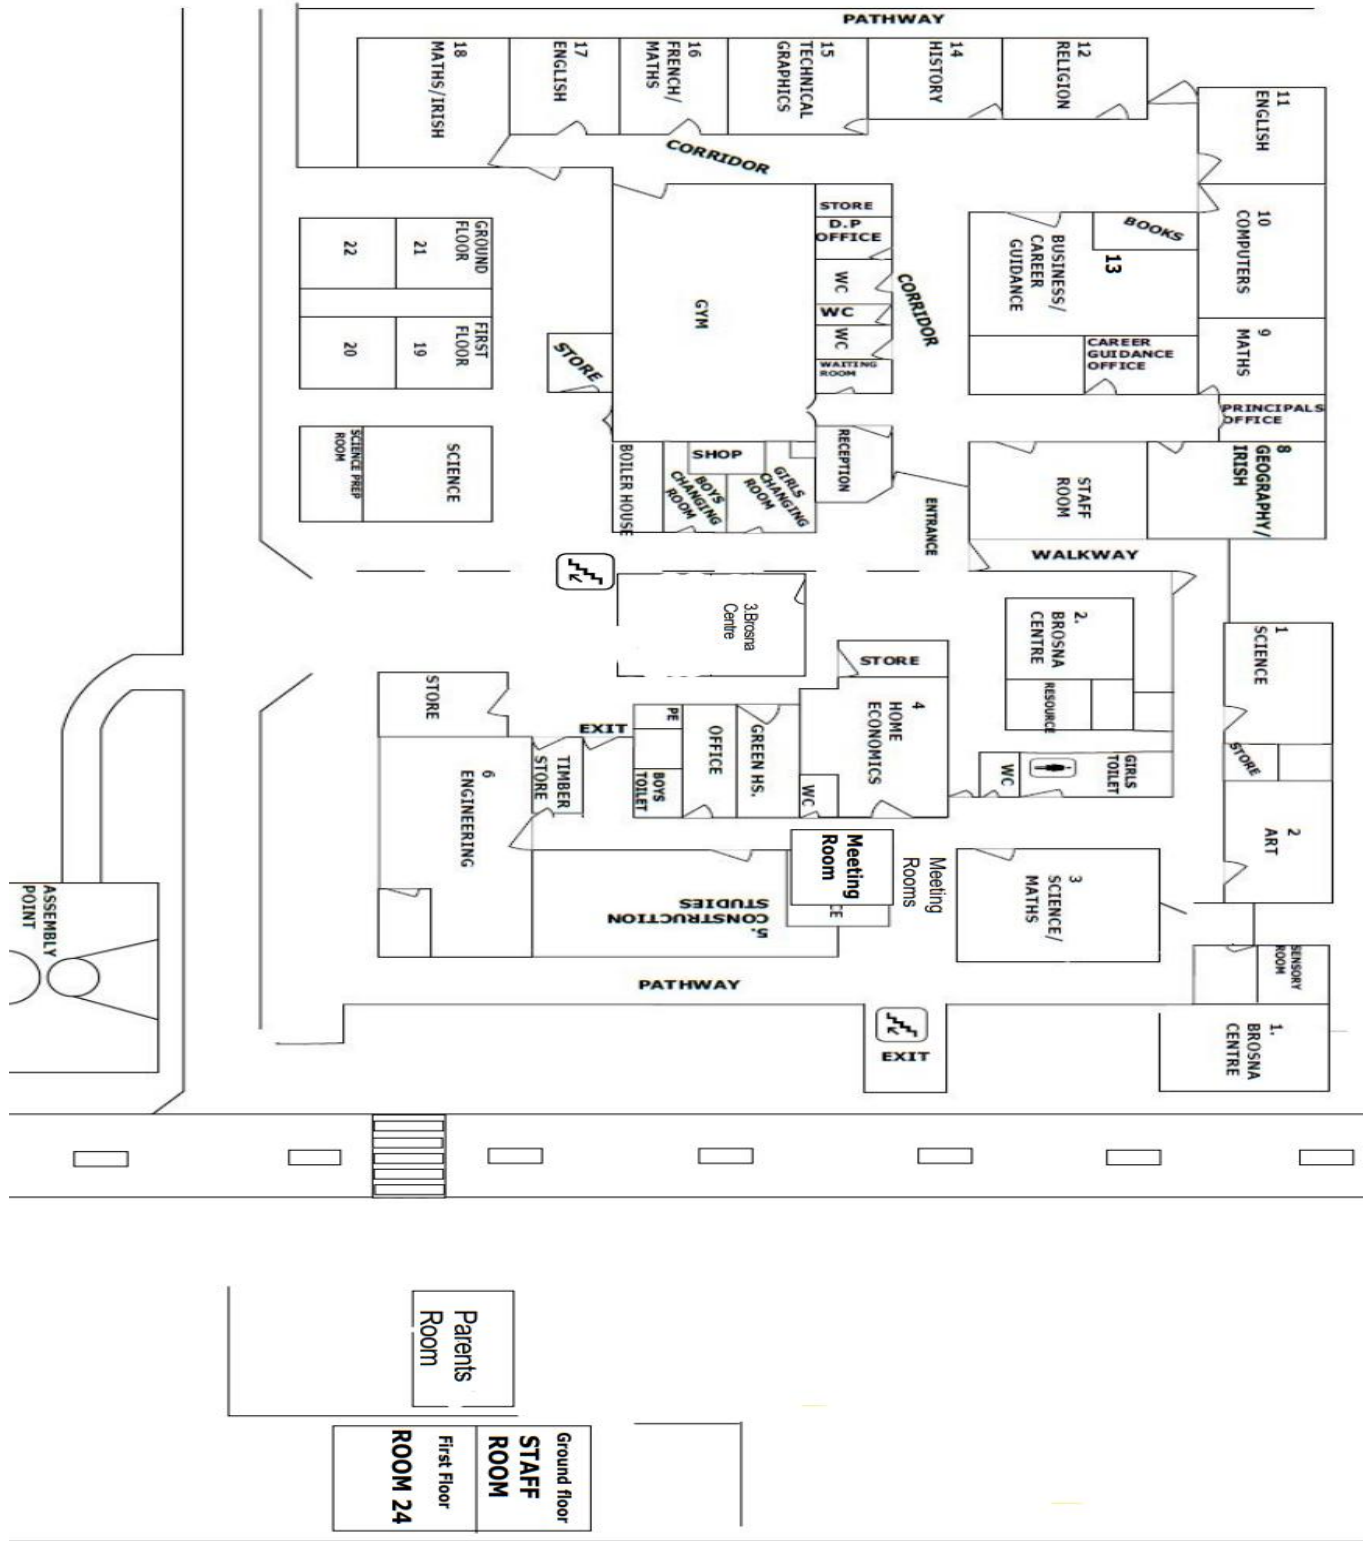 PATHWAY
18
MATHS/IRISH
17
ENGLISH
16
FRENCH/
MATHS
15
TECHNICAL
GRAPHICS
14
HISTORY
12
RELIGION
11
ENGLISH
CORRIDOR
STORE
D.P
OFFICE
WC
WC
WC
WAITING
ROOM
CORRIDOR
BOOKS
13
BUSINESS/
CAREER
GUIDANCE
CAREER
GUIDANCE
OFFICE
10
COMPUTERS
9
MATHS
PRINCIPALS
OFFICE
8
GEOGRAPHY/
IRISH
GROUND
FLOOR
21
22
FIRST
FLOOR
19
20
STORE
GYM
SCIENCE
SCIENCE PREP
ROOM
BOILER HOUSE
SHOP
BOYS
CHANGING
ROOM
GIRLS
CHANGING
ROOM
RECEPTION
ENTRANCE
STAFF
ROOM
WALKWAY
3.Brosna
Centre
2.
BROSNA
CENTRE
RESOURCE
1
SCIENCE
STORE
2
ART
STORE
4
HOME
ECONOMICS
WC
GREEN HS.
OFFICE
PE
BOYS
TOILET
EXIT
STORE
TIMBER
STORE
6
ENGINEERING
WC
GIRLS
TOILET
Meeting
Room
Meeting
Rooms
CE
5.
CONSTRUCTION
STUDIES
3
SCIENCE/
MATHS
SENSORY
ROOM
1.
BROSNA
CENTRE
PATHWAY
EXIT
ASSEMBLY
POINT
Parents
Room
Ground floor
STAFF
ROOM
First Floor
ROOM 24